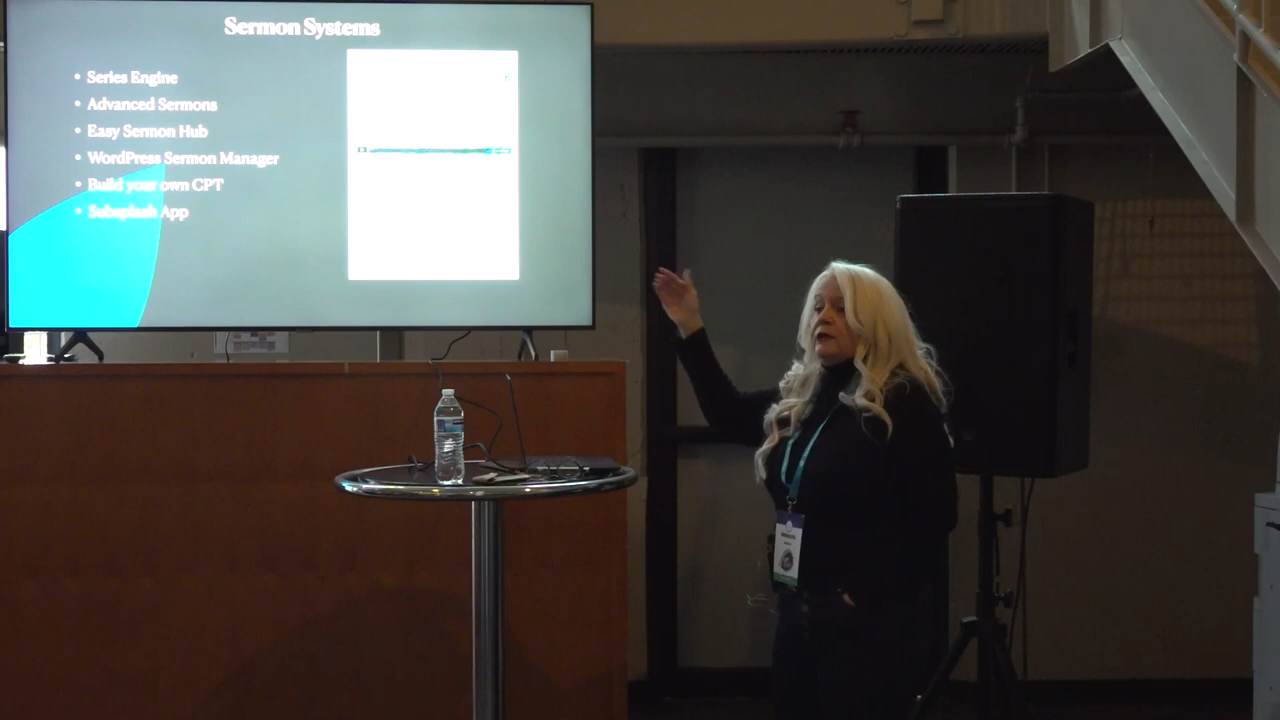 Sermon Systems
• Series Engine
• Advanced Sermons
• Easy Sermon Hub
• WordPress Sermon Manager
• Build your own CPT
• Subsplash App